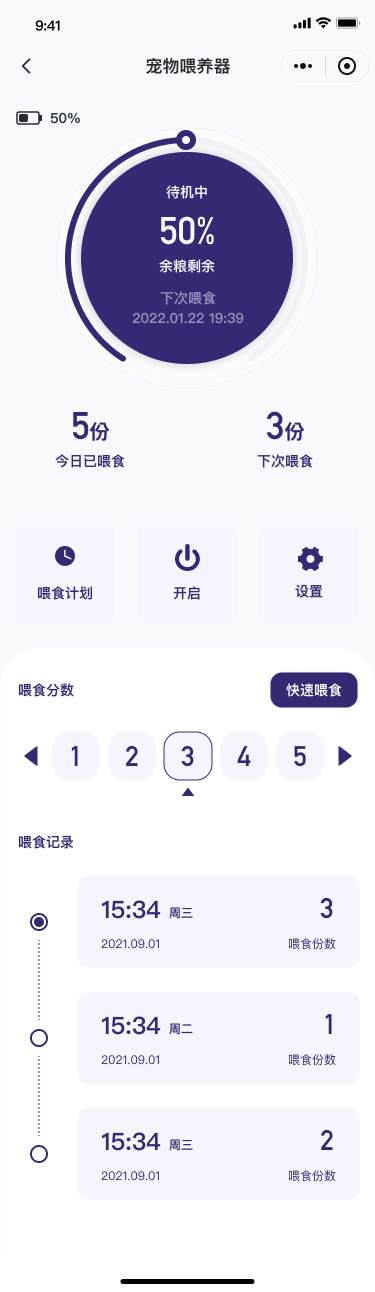 9:41
宠物喂养器
50%
待机中
50%
余粮剩余
下次喂食
2022.01.22 19:39
5份
3份
今日已喂食
下次喂食
喂食计划
开启
设置
喂食分数
快速喂食
1 2 3 4 5
喂食记录
15:34 周三
3
2021.09.01
喂食份数
15:34 周二
1
2021.09.01
喂食份数
15:34 周三
2
2021.09.01
喂食份数